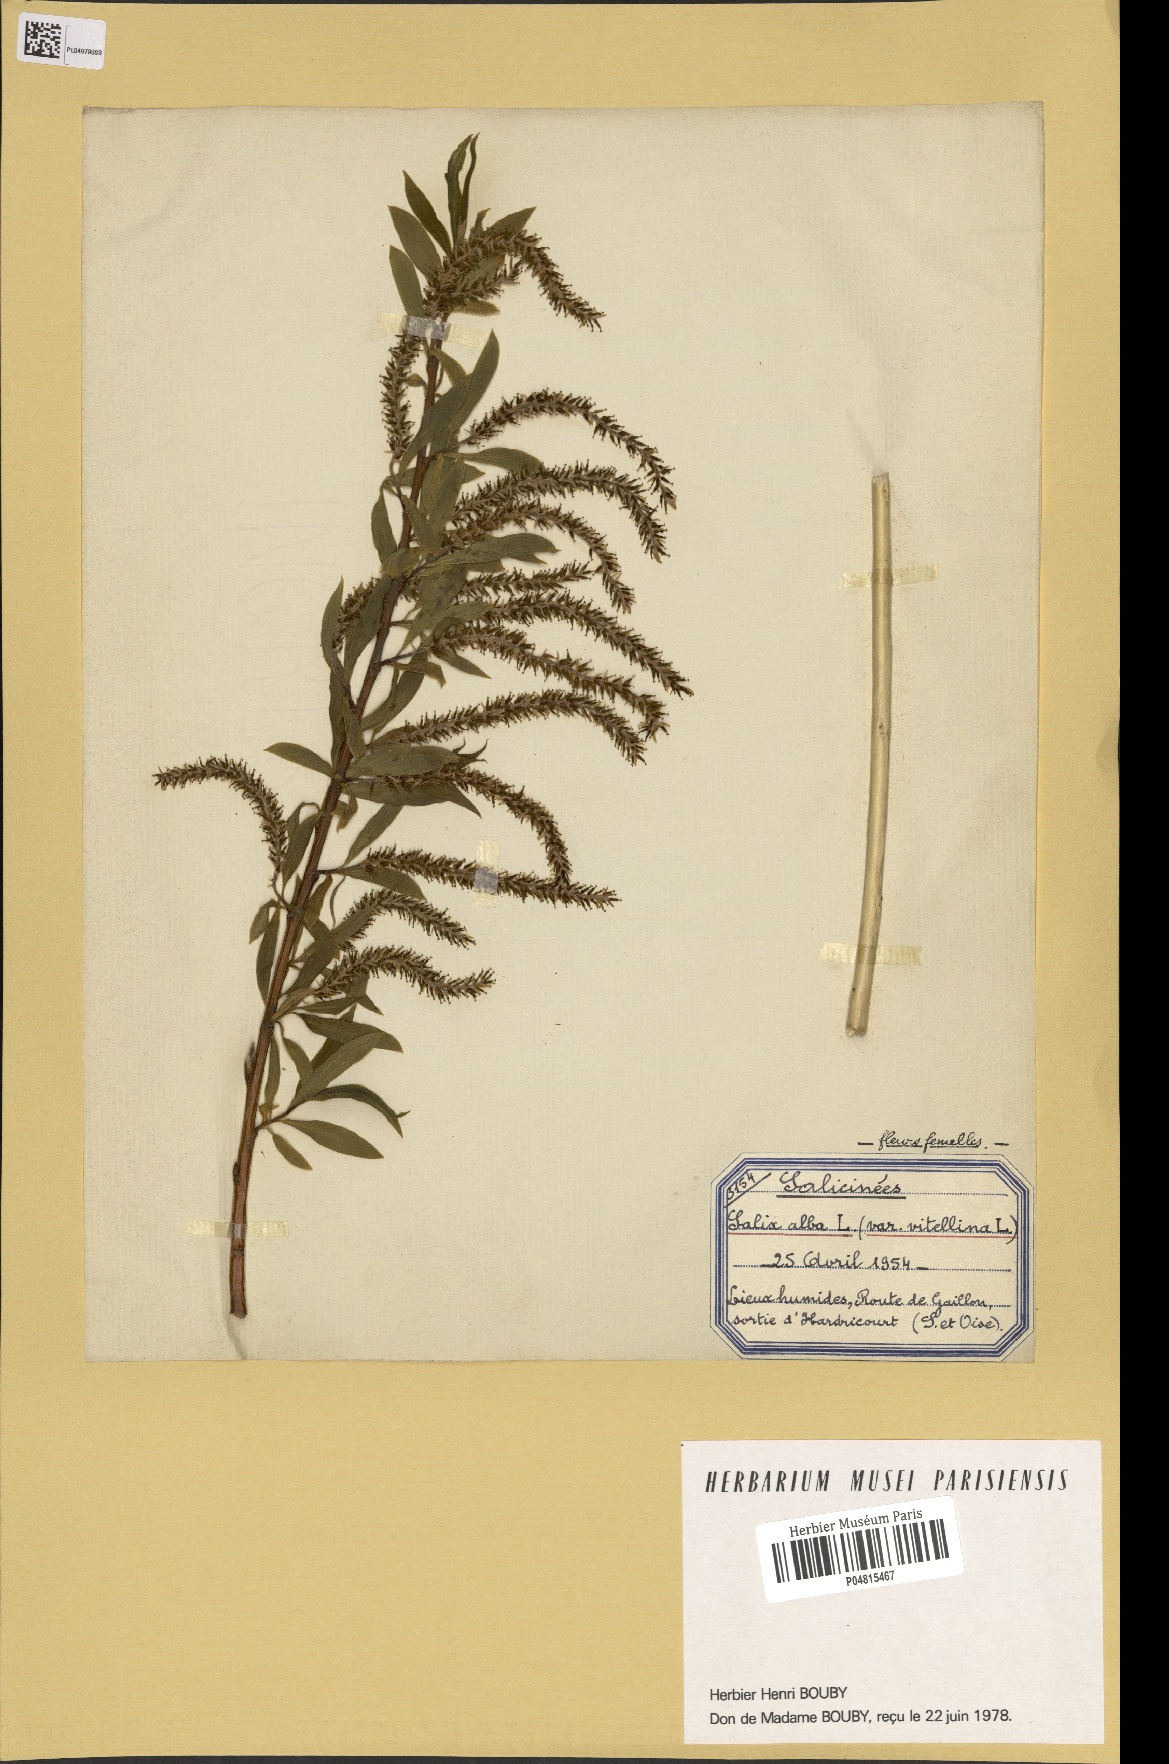 PL04979693
— fleurs femelles. —
3154
Salicinées
Salix alba L. (var. vitellina L.)
— 25 Avril 1954 —
Lieux humides, Route de Gaillon,
sortie d'Hardricourt (S. et Oise).
HERBARIUM MUSEI PARISIENSIS
Herbier Muséum Paris
P04815467
Herbier Henri BOUBY
Don de Madame BOUBY, reçu le 22 juin 1978.